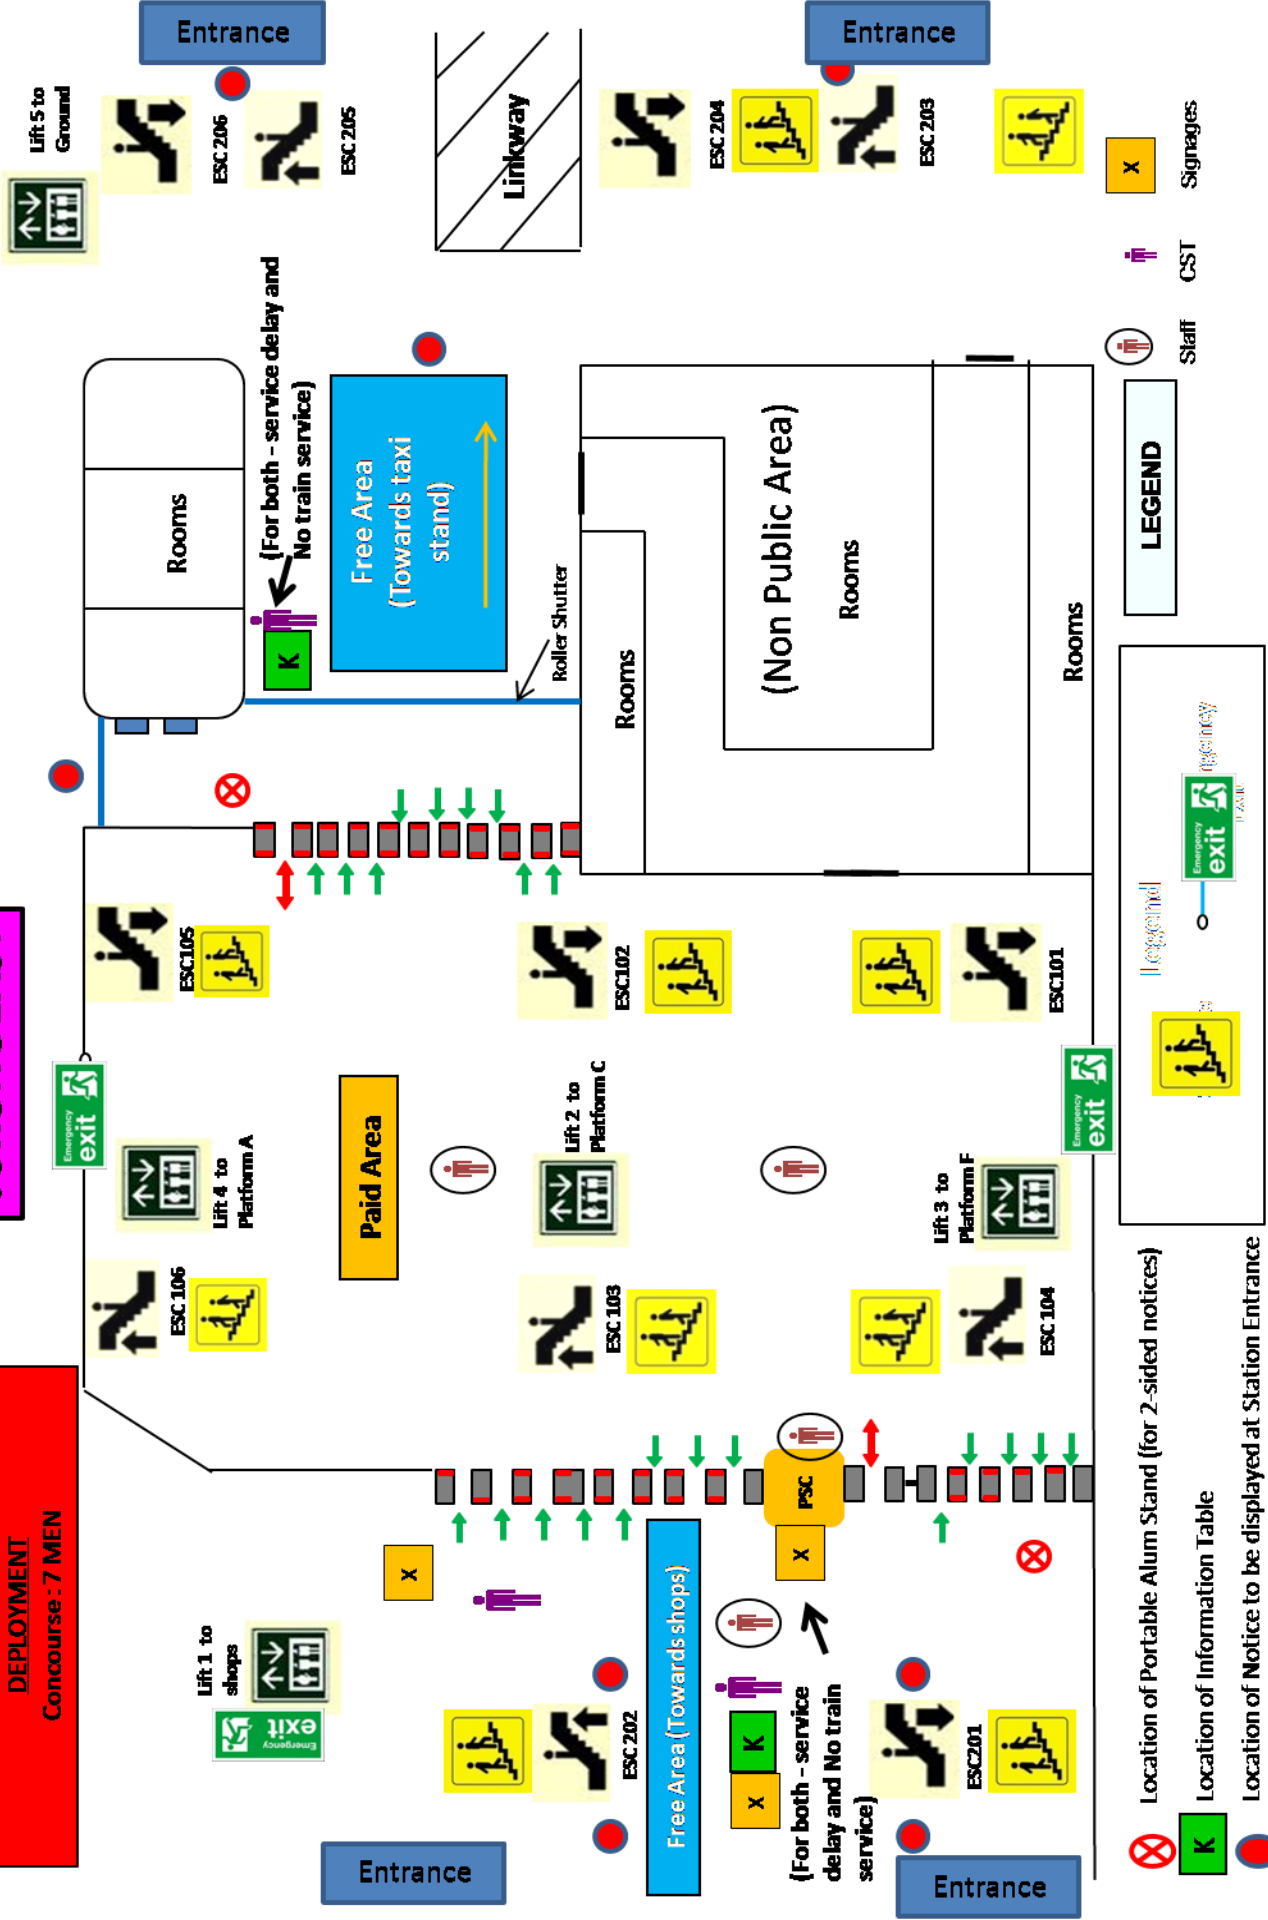 Entrance
Entrance
Lift 5 to
Ground
ESC 206
ESC 205
Linkway
ESC 204
ESC 203
X
Signages
CST
Staff
LEGEND
Rooms
(For both - service delay and
No train service)
K
Free Area
(Towards taxi
stand)
Roller Shutter
Rooms
(Non Public Area)
Rooms
Rooms
ESC105
ESC102
ESC101
Legend
Emergency
exit
Emergency
exit
Lift 4 to
Platform A
Paid Area
Lift 2 to
Platform C
Lift 3 to
Platform F
Emergency
exit
ESC 106
ESC 103
ESC 104
DEPLOYMENT
Concourse : 7 MEN
X
PSC
X
Lift 1 to
shops
Emergency
exit
ESC 202
Free Area (Towards shops)
K
X
(For both - service
delay and No train
service)
ESC201
Entrance
Entrance
Location of Portable Alum Stand (for 2-sided notices)
K
Location of Information Table
Location of Notice to be displayed at Station Entrance